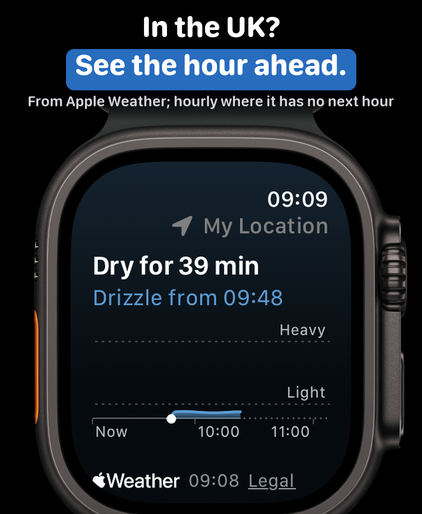 In the UK?
See the hour ahead.
From Apple Weather; hourly where it has no next hour
09:09
My Location
Dry for 39 min
Drizzle from 09:48
Heavy
Light
Now 10:00 11:00
Weather 09:08 Legal